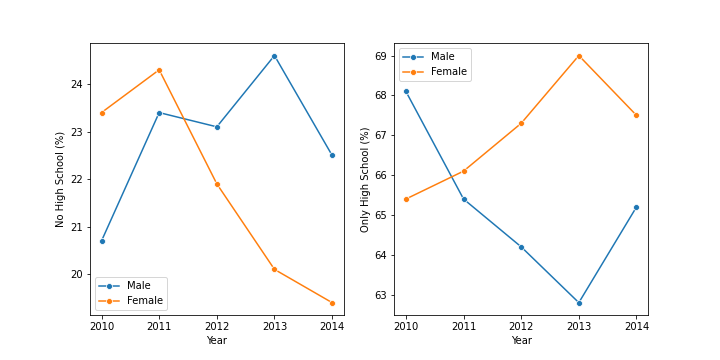 No High School (%)
24
23
22
21
20
Male
Female
2010 2011 2012 2013 2014
Year
Only High School (%)
Male
Female
69
68
67
66
65
64
63
2010 2011 2012 2013 2014
Year